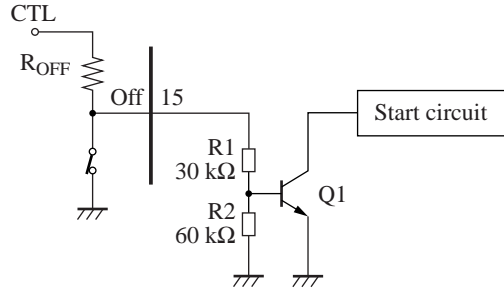 CTL
R_OFF
Off 15
Start circuit
R1
30 kΩ
Q1
R2
60 kΩ